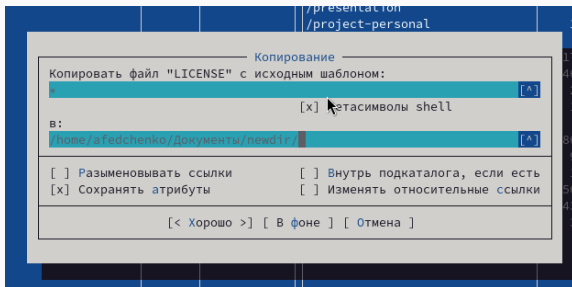 /presentation
/project-personal
Копирование
Копировать файл "LICENSE" с исходным шаблоном:
* [^]
[x] метасимволы shell
в:
/home/afedchenko/Документы/newdir/ [^]
[ ] Разыменовывать ссылки [ ] Внутрь подкаталога, если есть
[x] Сохранять атрибуты [ ] Изменять относительные ссылки
[< Хорошо >] [ В фоне ] [ Отмена ]